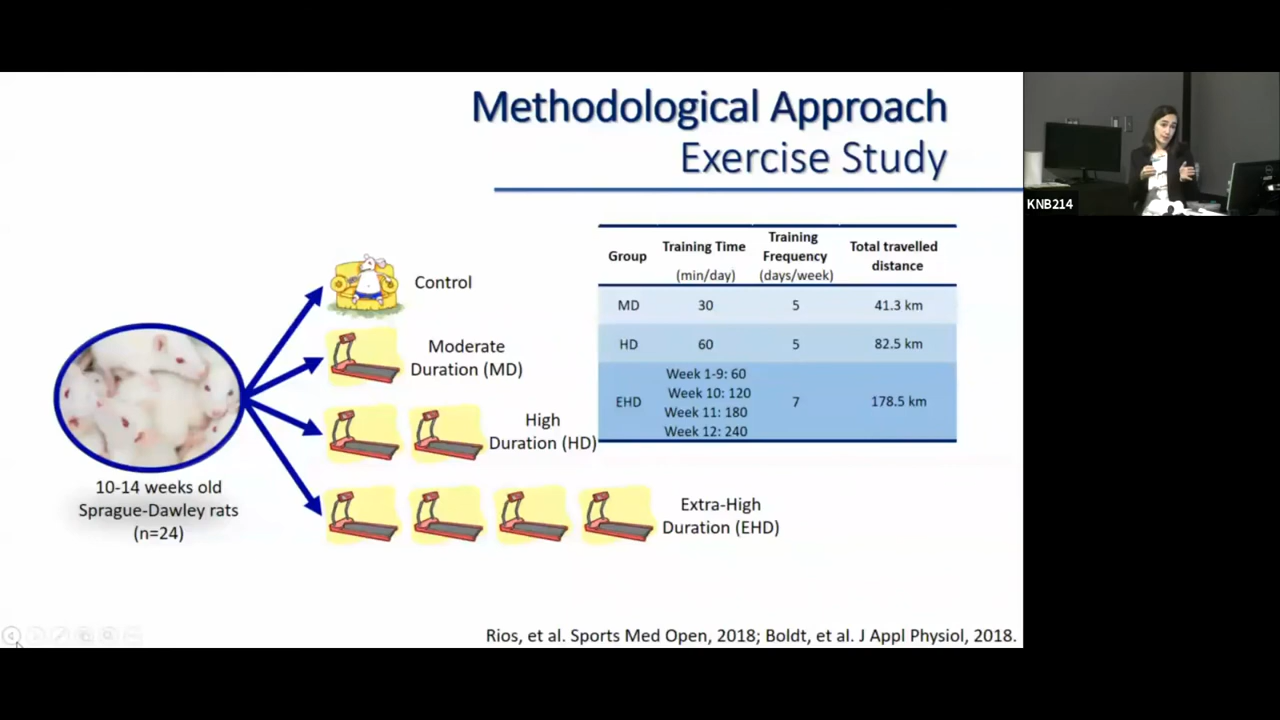 Methodological Approach
Exercise Study
KNB214
Control
Moderate
Duration (MD)
High
Duration (HD)
Extra-High
Duration (EHD)
10-14 weeks old
Sprague-Dawley rats
(n=24)
Group
Training Time
(min/day)
Training
Frequency
(days/week)
Total travelled
distance
MD
30
5
41.3 km
HD
60
5
82.5 km
EHD
Week 1-9: 60
Week 10: 120
Week 11: 180
Week 12: 240
7
178.5 km
Rios, et al. Sports Med Open, 2018; Boldt, et al. J Appl Physiol, 2018.